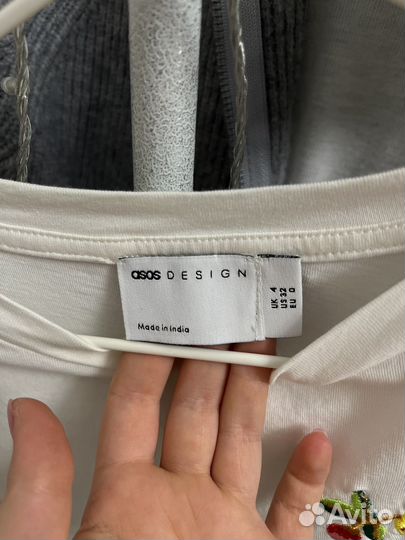 asos DESIGN
Made in India
UK 4
US 32
EU 0
Avito